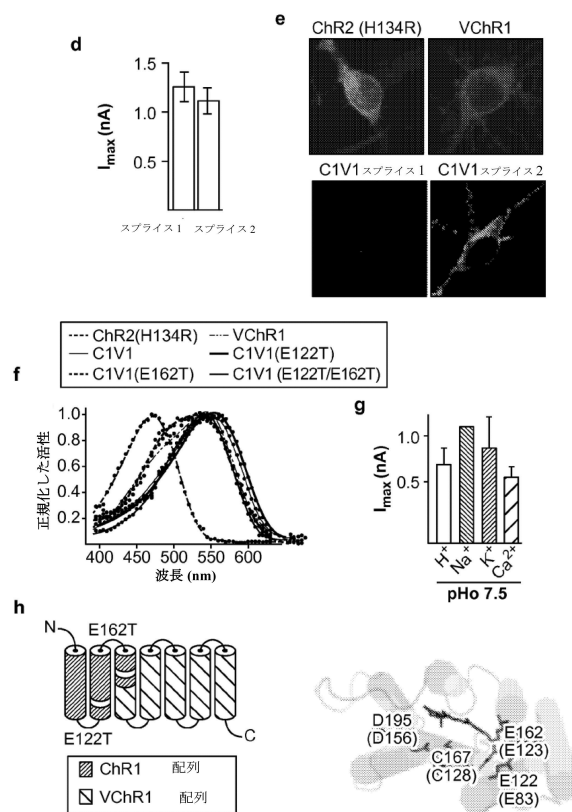 d
I_max (nA)
1.5
1.0
0.5
スプライス 1 スプライス 2
e
ChR2 (H134R) VChR1
C1V1 スプライス 1 C1V1 スプライス 2
ChR2(H134R) VChR1
C1V1 C1V1(E122T)
C1V1(E162T) C1V1 (E122T/E162T)
f
正規化した活性
1.0
0.8
0.6
0.4
0.2
400 450 500 550 600
波長 (nm)
g
I_max (nA)
1.0
0.5
H+ Na+ K+ Ca2+
pHo 7.5
h
N
E162T
E122T
C
ChR1 配列
VChR1 配列
D195
(D156)
C167
(C128)
E162
(E123)
E122
(E83)